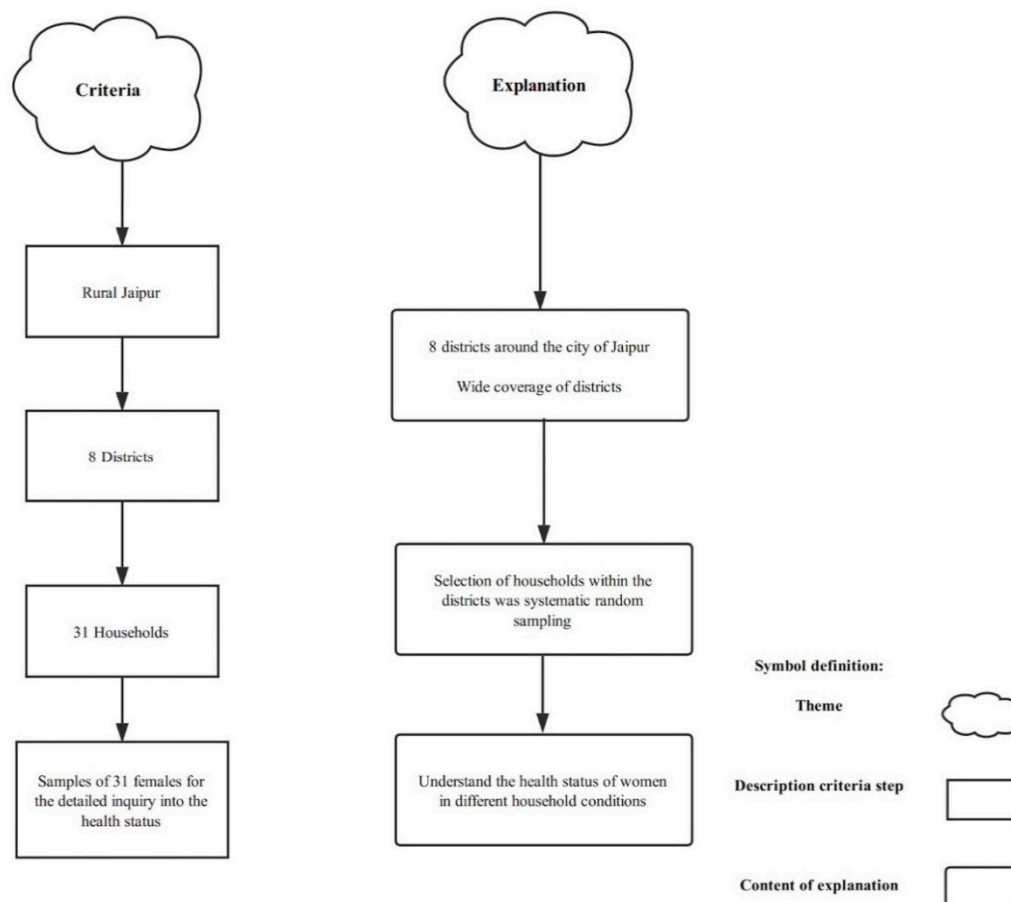 Criteria
Rural Jaipur
8 Districts
31 Households
Samples of 31 females for
the detailed inquiry into the
health status
Explanation
8 districts around the city of Jaipur
Wide coverage of districts
Selection of households within the
districts was systematic random
sampling
Understand the health status of women
in different household conditions
Symbol definition:
Theme
Description criteria step
Content of explanation